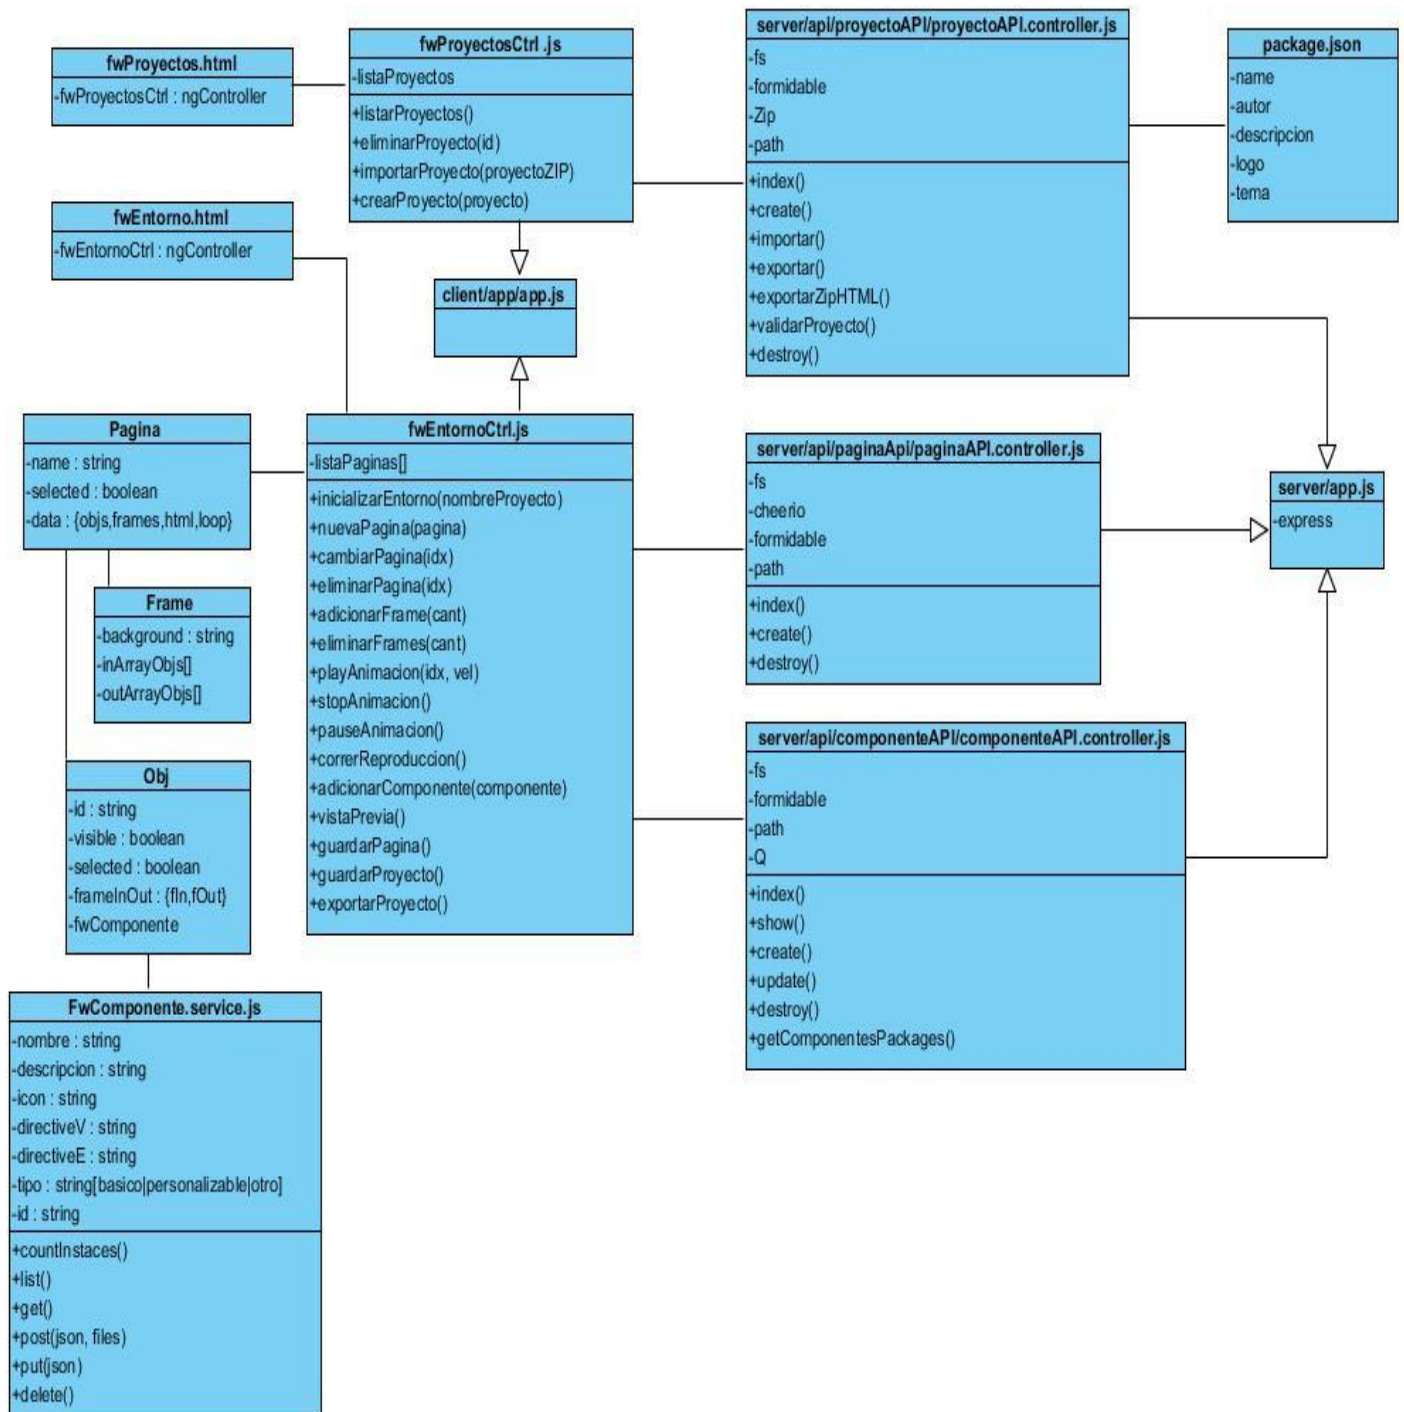 fwProyectos.html
-fwProyectosCtrl : ngController
fwProyectosCtrl .js
-listaProyectos
+listarProyectos()
+eliminarProyecto(id)
+importarProyecto(proyectoZIP)
+crearProyecto(proyecto)
server/api/proyectoAPI/proyectoAPI.controller.js
-fs
-formidable
-Zip
-path
+index()
+create()
+importar()
+exportar()
+exportarZipHTML()
+validarProyecto()
+destroy()
package.json
-name
-autor
-descripcion
-logo
-tema
fwEntorno.html
-fwEntornoCtrl : ngController
client/app/app.js
Pagina
-name : string
-selected : boolean
-data : {objs,frames,html,loop}
fwEntornoCtrl.js
-listaPaginas[]
+inicializarEntorno(nombreProyecto)
+nuevaPagina(pagina)
+cambiarPagina(idx)
+eliminarPagina(idx)
+adicionarFrame(cant)
+eliminarFrames(cant)
+playAnimacion(idx, vel)
+stopAnimacion()
+pauseAnimacion()
+correrReproduccion()
+adicionarComponente(componente)
+vistaPrevia()
+guardarPagina()
+guardarProyecto()
+exportarProyecto()
server/api/paginaApi/paginaAPI.controller.js
-fs
-cheerio
-formidable
-path
+index()
+create()
+destroy()
server/app.js
-express
Frame
-background : string
-inArrayObjs[]
-outArrayObjs[]
Obj
-id : string
-visible : boolean
-selected : boolean
-frameInOut : {fIn,fOut}
-fwComponente
server/api/componenteAPI/componenteAPI.controller.js
-fs
-formidable
-path
-Q
+index()
+show()
+create()
+update()
+destroy()
+getComponentesPackages()
FwComponente.service.js
-nombre : string
-descripcion : string
-icon : string
-directiveV : string
-directiveE : string
-tipo : string[basico|personalizable|otro]
-id : string
+countInstaces()
+list()
+get()
+post(json, files)
+put(json)
+delete()